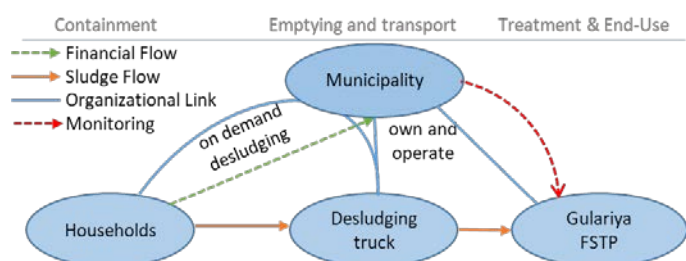 Containment
Emptying and transport
Treatment & End-Use
Financial Flow
Sludge Flow
Organizational Link
Monitoring
Municipality
on demand
desludging
own and
operate
Households
Desludging
truck
Gulariya
FSTP